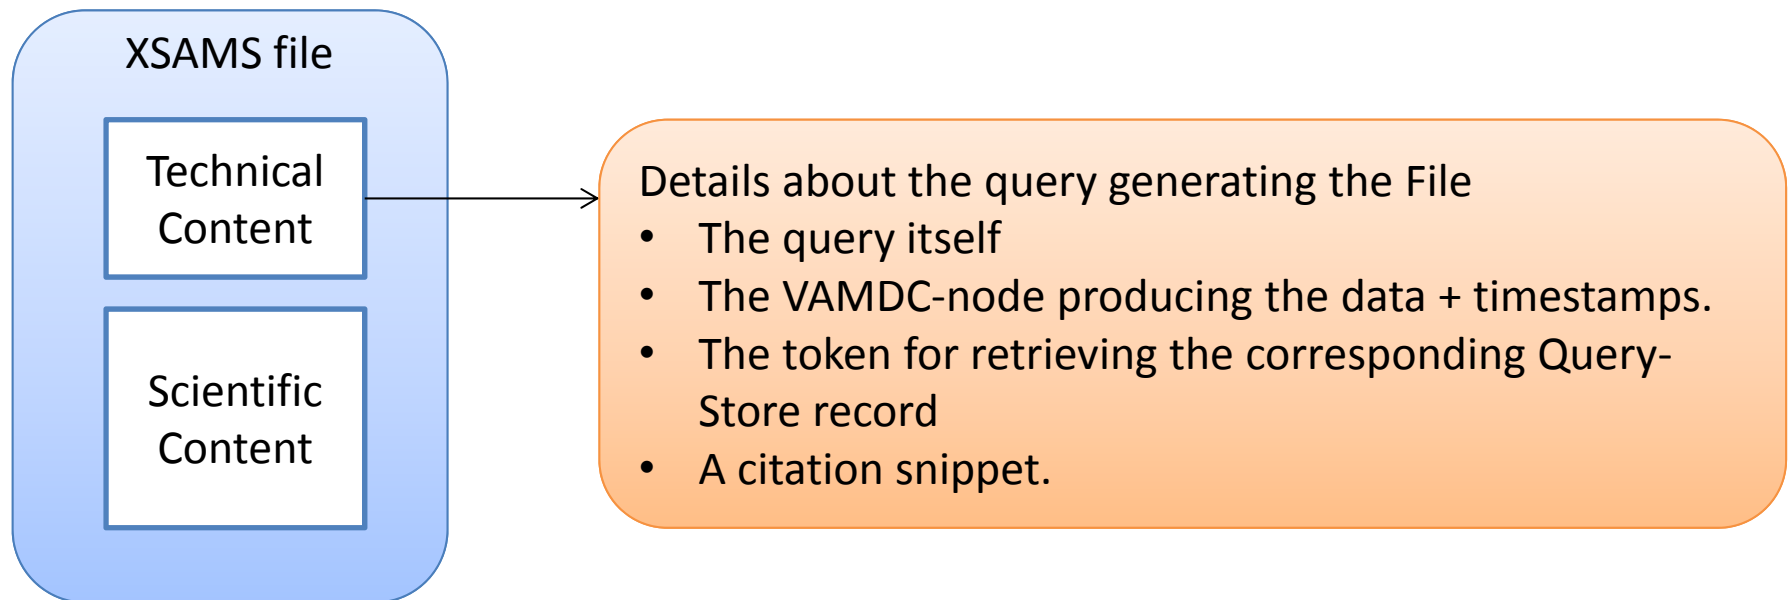 XSAMS file
Technical
Content
Scientific
Content
Details about the query generating the File
• The query itself
• The VAMDC-node producing the data + timestamps.
• The token for retrieving the corresponding Query-
Store record
• A citation snippet.